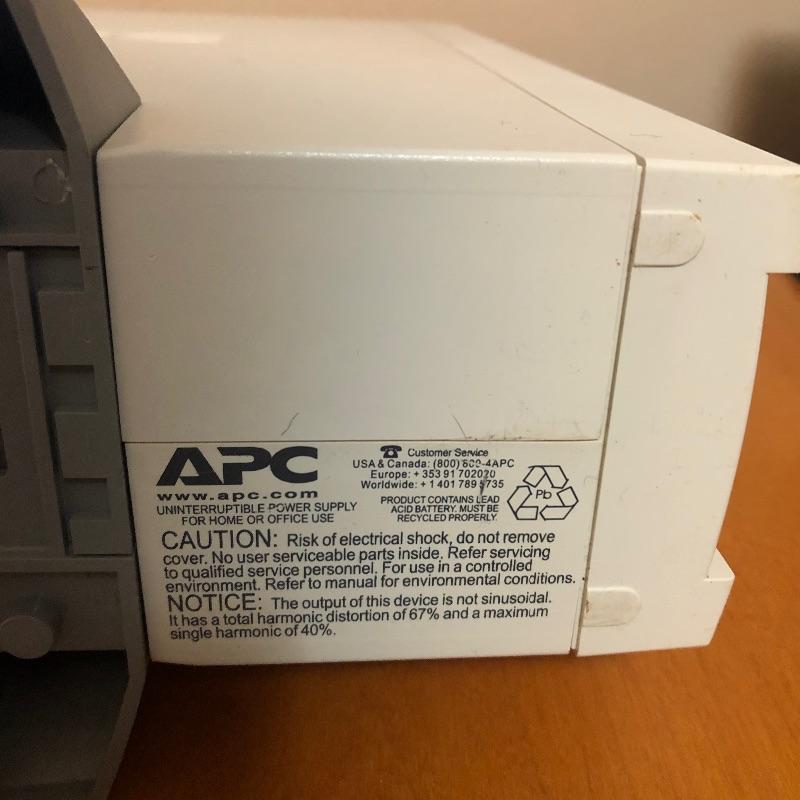 APC
www.apc.com
UNINTERRUPTIBLE POWER SUPPLY
FOR HOME OR OFFICE USE
☎ Customer Service
USA & Canada: (800) 800-4APC
Europe: + 353 91 702020
Worldwide: + 1 401 789 5735
PRODUCT CONTAINS LEAD
ACID BATTERY. MUST BE
RECYCLED PROPERLY.
Pb
CAUTION: Risk of electrical shock, do not remove
cover. No user serviceable parts inside. Refer servicing
to qualified service personnel. For use in a controlled
environment. Refer to manual for environmental conditions.
NOTICE: The output of this device is not sinusoidal.
It has a total harmonic distortion of 67% and a maximum
single harmonic of 40%.